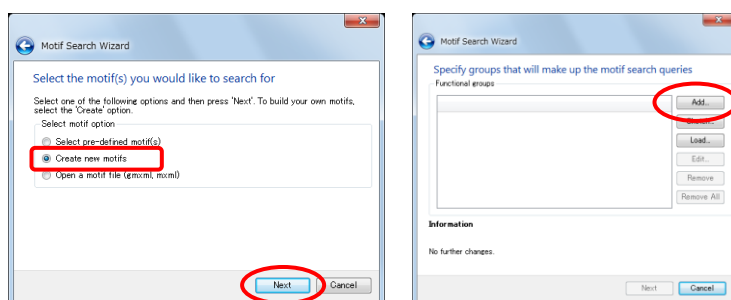 Motif Search Wizard
Select the motif(s) you would like to search for
Select one of the following options and then press 'Next'. To build your own motifs,
select the 'Create' option.
Select motif option
Select pre-defined motif(s)
Create new motifs
Open a motif file (gmxml, mxml)
Next
Cancel
Motif Search Wizard
Specify groups that will make up the motif search queries
Functional groups
Add...
Load...
Edit...
Remove
Remove All
Information
No further changes.
Next
Cancel